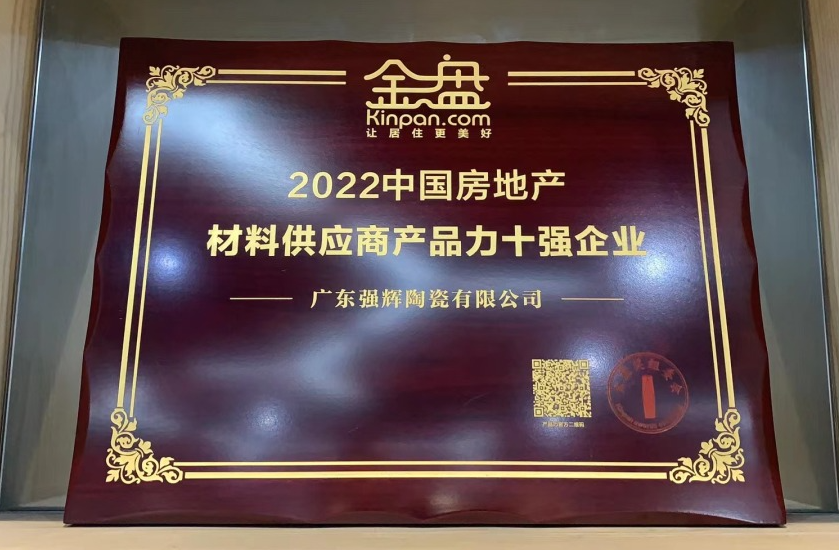 金盘
Kinpan.com
让居住更美好
2022中国房地产
材料供应商产品力十强企业
广东强辉陶瓷有限公司